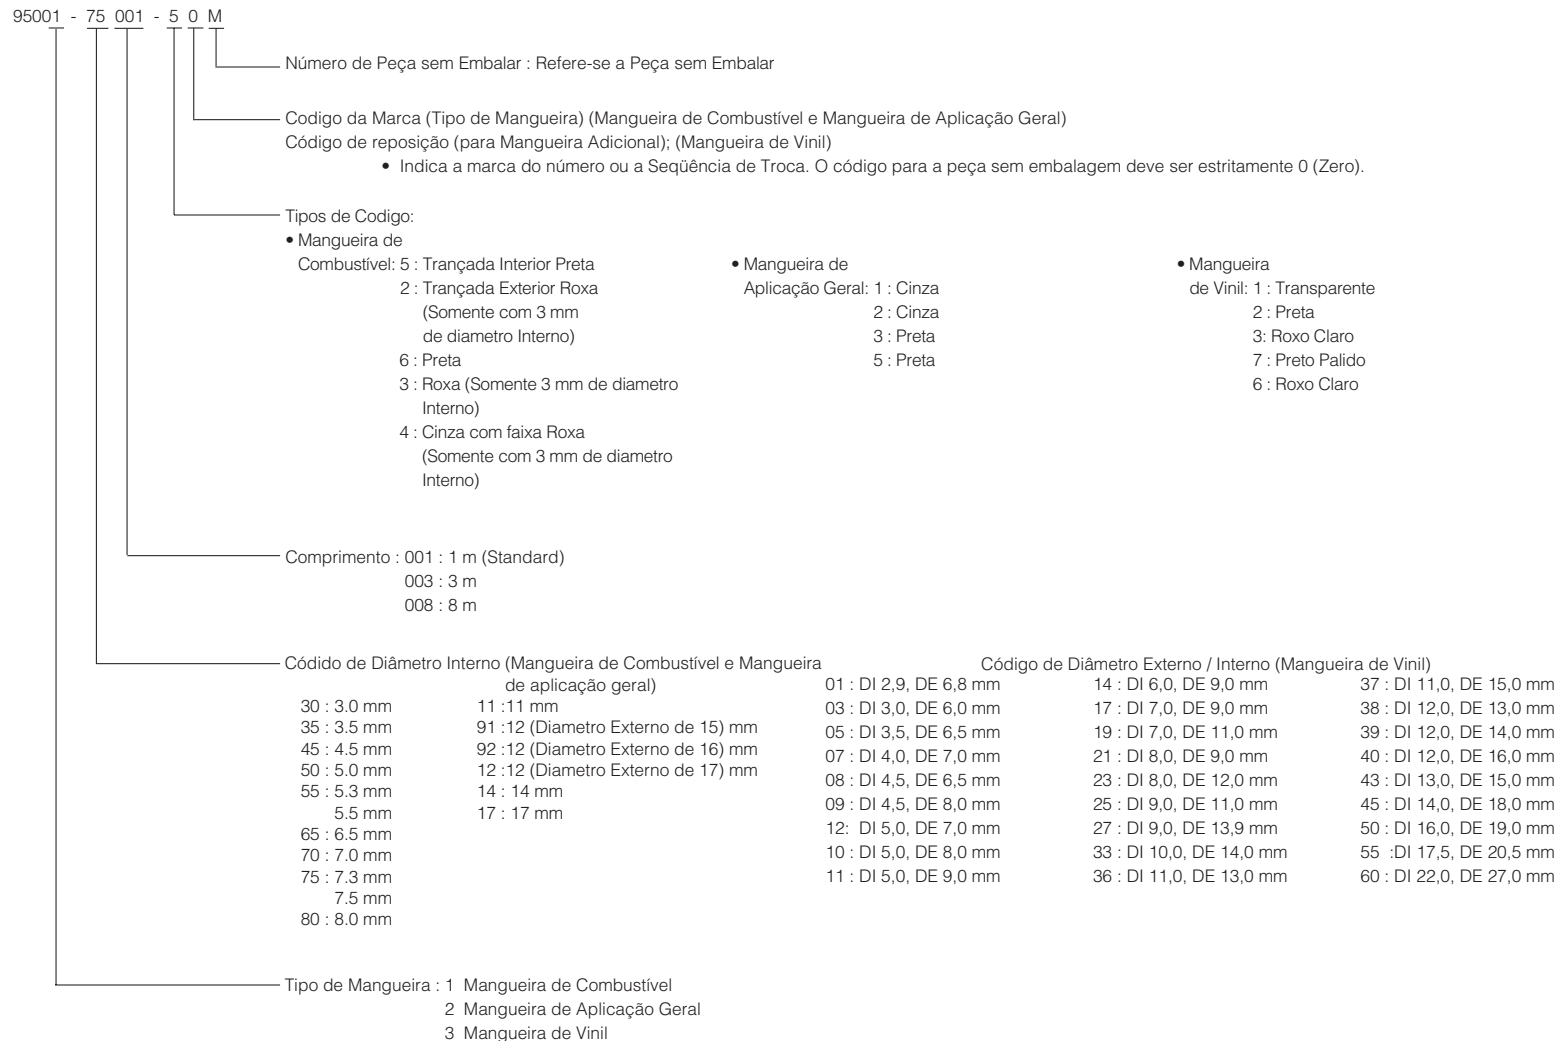 95001 - 75 001 - 5 0 M
Número de Peça sem Embalar : Refere-se a Peça sem Embalar
Codigo da Marca (Tipo de Mangueira) (Mangueira de Combustível e Mangueira de Aplicação Geral)
Código de reposição (para Mangueira Adicional); (Mangueira de Vinil)
• Indica a marca do número ou a Seqüência de Troca. O código para a peça sem embalagem deve ser estritamente 0 (Zero).
Tipos de Codigo:
• Mangueira de
Combustível: 5 : Trançada Interior Preta
2 : Trançada Exterior Roxa
(Somente com 3 mm
de diametro Interno)
6 : Preta
3 : Roxa (Somente 3 mm de diametro
Interno)
4 : Cinza com faixa Roxa
(Somente com 3 mm de diametro
Interno)
• Mangueira de
Aplicação Geral: 1 : Cinza
2 : Cinza
3 : Preta
5 : Preta
• Mangueira
de Vinil: 1 : Transparente
2 : Preta
3: Roxo Claro
7 : Preto Palido
6 : Roxo Claro
Comprimento : 001 : 1 m (Standard)
003 : 3 m
008 : 8 m
Códido de Diâmetro Interno (Mangueira de Combustível e Mangueira
de aplicação geral)
30 : 3.0 mm
35 : 3.5 mm
45 : 4.5 mm
50 : 5.0 mm
55 : 5.3 mm
5.5 mm
65 : 6.5 mm
70 : 7.0 mm
75 : 7.3 mm
7.5 mm
80 : 8.0 mm
11 :11 mm
91 :12 (Diametro Externo de 15) mm
92 :12 (Diametro Externo de 16) mm
12 :12 (Diametro Externo de 17) mm
14 : 14 mm
17 : 17 mm
Código de Diâmetro Externo / Interno (Mangueira de Vinil)
01 : DI 2,9, DE 6,8 mm
03 : DI 3,0, DE 6,0 mm
05 : DI 3,5, DE 6,5 mm
07 : DI 4,0, DE 7,0 mm
08 : DI 4,5, DE 6,5 mm
09 : DI 4,5, DE 8,0 mm
12: DI 5,0, DE 7,0 mm
10 : DI 5,0, DE 8,0 mm
11 : DI 5,0, DE 9,0 mm
14 : DI 6,0, DE 9,0 mm
17 : DI 7,0, DE 9,0 mm
19 : DI 7,0, DE 11,0 mm
21 : DI 8,0, DE 9,0 mm
23 : DI 8,0, DE 12,0 mm
25 : DI 9,0, DE 11,0 mm
27 : DI 9,0, DE 13,9 mm
33 : DI 10,0, DE 14,0 mm
36 : DI 11,0, DE 13,0 mm
37 : DI 11,0, DE 15,0 mm
38 : DI 12,0, DE 13,0 mm
39 : DI 12,0, DE 14,0 mm
40 : DI 12,0, DE 16,0 mm
43 : DI 13,0, DE 15,0 mm
45 : DI 14,0, DE 18,0 mm
50 : DI 16,0, DE 19,0 mm
55 :DI 17,5, DE 20,5 mm
60 : DI 22,0, DE 27,0 mm
Tipo de Mangueira : 1 Mangueira de Combustível
2 Mangueira de Aplicação Geral
3 Mangueira de Vinil